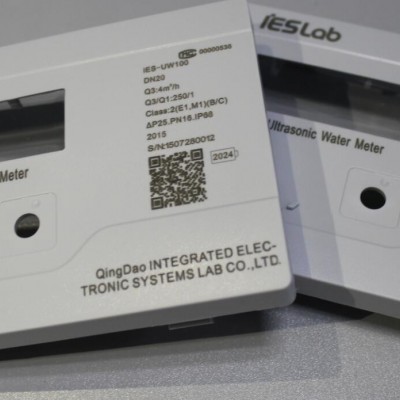 00000536
iES-UW100
DN20
Q3:4m³/h
Q3/Q1:250/1
Class:2(E1,M1)(B/C)
ΔP25,PN16,IP68
2015
S/N:1507280012
2024
Meter
QingDao INTEGRATED ELEC-
TRONIC SYSTEMS LAB CO.,LTD.
iESLab
Ultrasonic Water Meter